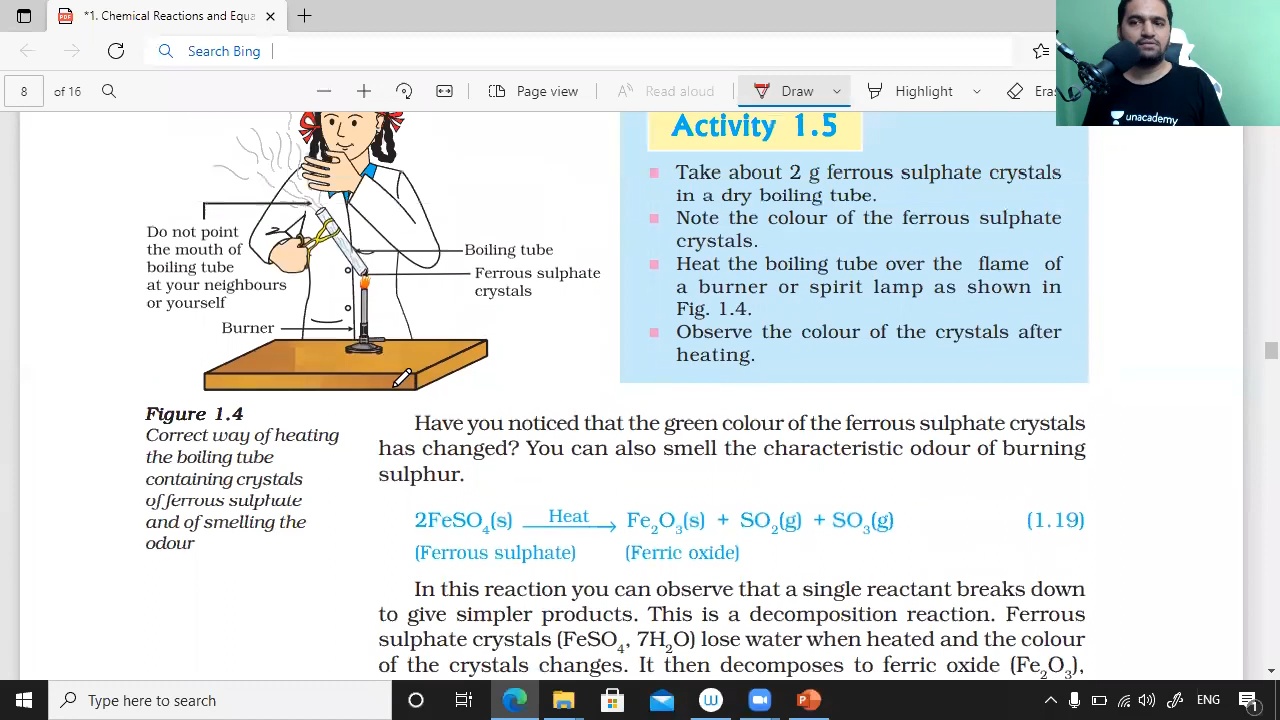 *1. Chemical Reactions and Equa
Search Bing
8 of 16
Page view
Read aloud
Draw
Highlight
Eras
unacademy
Activity 1.5
Take about 2 g ferrous sulphate crystals
in a dry boiling tube.
Note the colour of the ferrous sulphate
crystals.
Heat the boiling tube over the flame of
a burner or spirit lamp as shown in
Fig. 1.4.
Observe the colour of the crystals after
heating.
Do not point
the mouth of
boiling tube
at your neighbours
or yourself
Boiling tube
Ferrous sulphate
crystals
Burner
Figure 1.4
Correct way of heating
the boiling tube
containing crystals
of ferrous sulphate
and of smelling the
odour
Have you noticed that the green colour of the ferrous sulphate crystals
has changed? You can also smell the characteristic odour of burning
sulphur.
2FeSO₄(s) Heat → Fe₂O₃(s) + SO₂(g) + SO₃(g) (1.19)
(Ferrous sulphate) (Ferric oxide)
In this reaction you can observe that a single reactant breaks down
to give simpler products. This is a decomposition reaction. Ferrous
sulphate crystals (FeSO₄, 7H₂O) lose water when heated and the colour
of the crystals changes. It then decomposes to ferric oxide (Fe₂O₃),
Type here to search
ENG
1